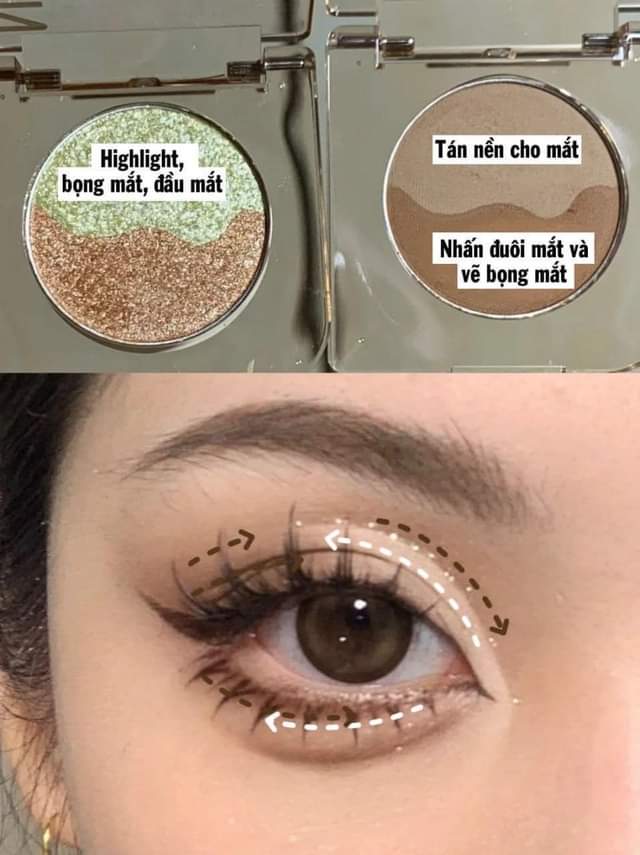 Highlight,
bọng mắt, đầu mắt
Tán nền cho mắt
Nhấn đuôi mắt và
vẽ bọng mắt